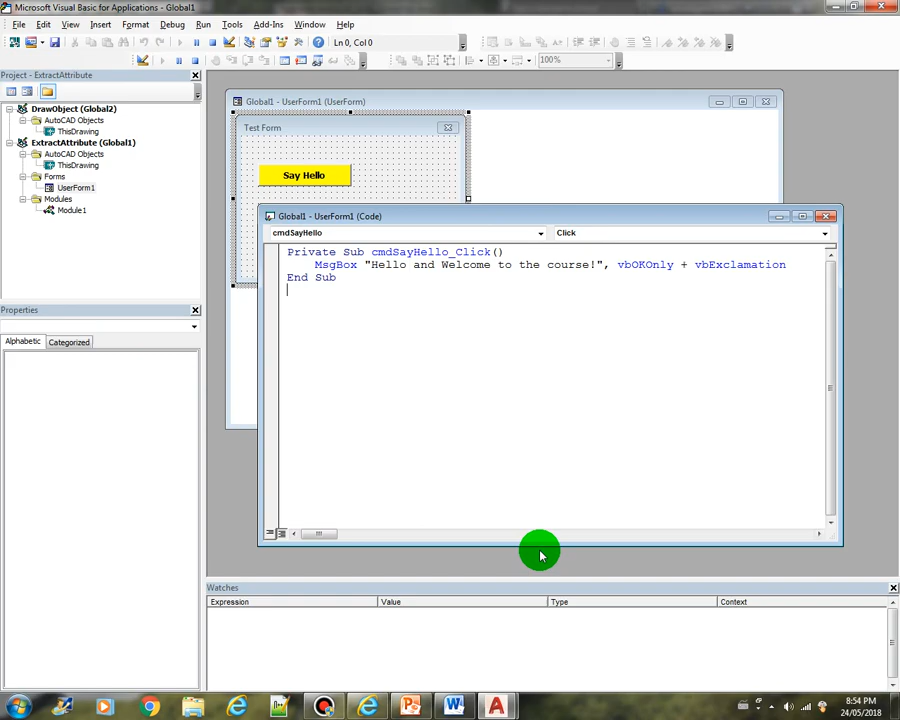 Microsoft Visual Basic for Applications - Global1
File Edit View Insert Format Debug Run Tools Add-Ins Window Help
Ln 0, Col 0
100%
Project - ExtractAttribute
DrawObject (Global2)
AutoCAD Objects
ThisDrawing
ExtractAttribute (Global1)
AutoCAD Objects
ThisDrawing
Forms
UserForm1
Modules
Module1
Properties
Alphabetic Categorized
Global1 - UserForm1 (UserForm)
Test Form
Say Hello
Global1 - UserForm1 (Code)
cmdSayHello Click
Private Sub cmdSayHello_Click()
MsgBox "Hello and Welcome to the course!", vbOKOnly + vbExclamation
End Sub
Watches
Expression Value Type Context
8:54 PM
24/05/2018